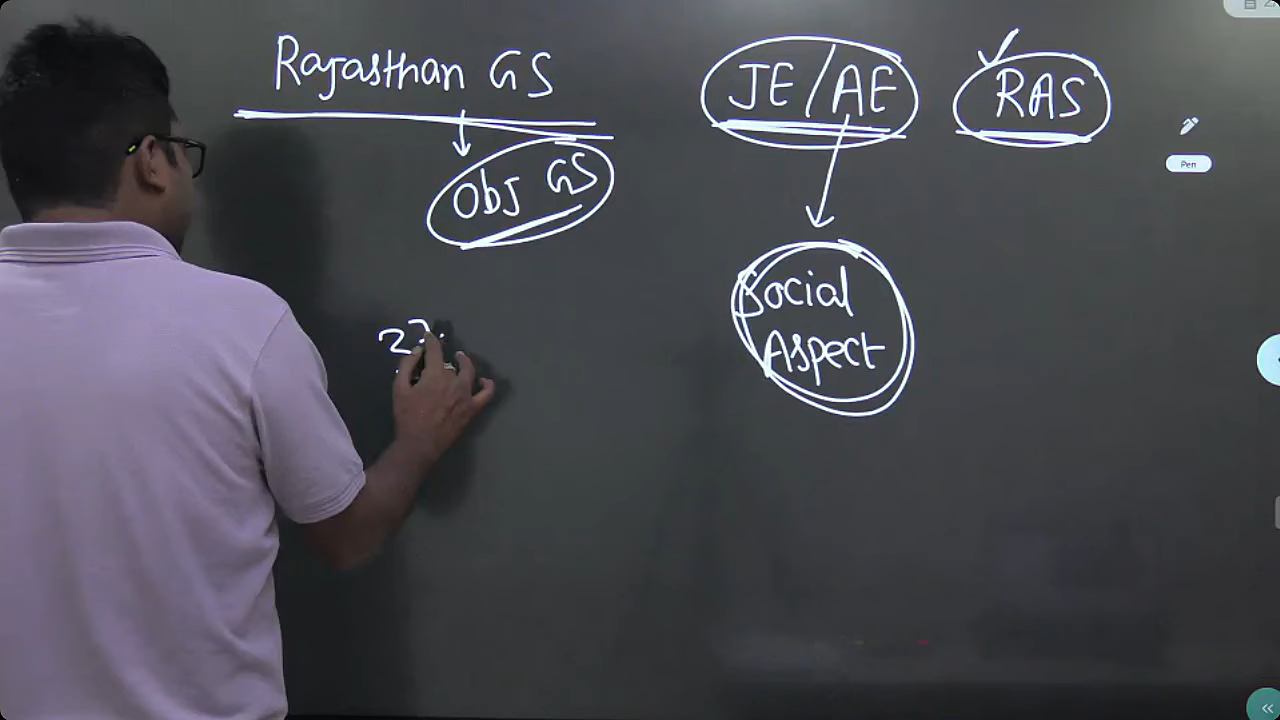 Rajasthan GS
JE/AE
RAS
Obj GS
Social
Aspect
Pen